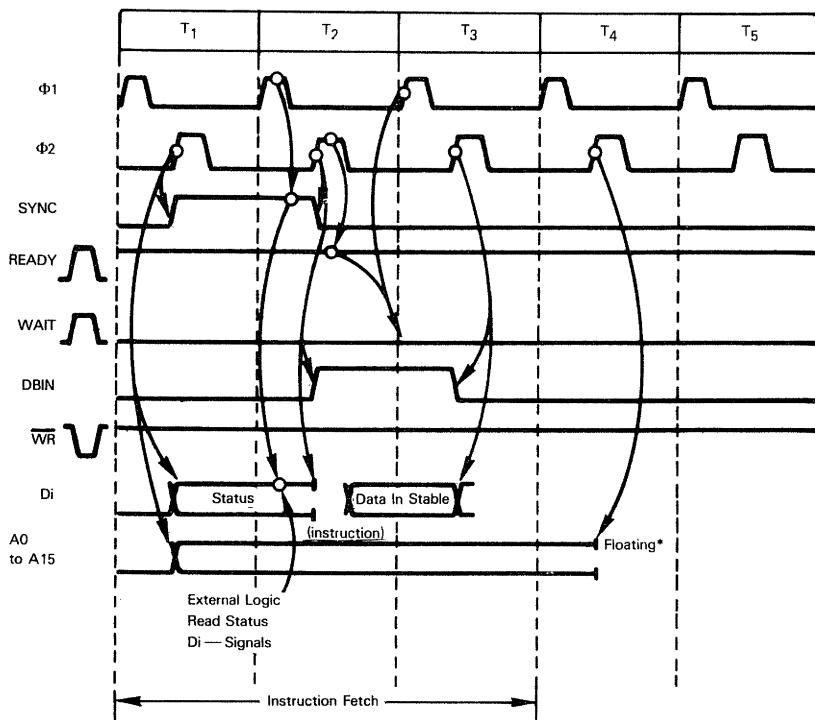 T1 T2 T3 T4 T5
Φ1
Φ2
SYNC
READY
WAIT
DBIN
WR
Di
Status
Data In Stable
(instruction)
A0
to A15
Floating*
External Logic
Read Status
Di — Signals
Instruction Fetch